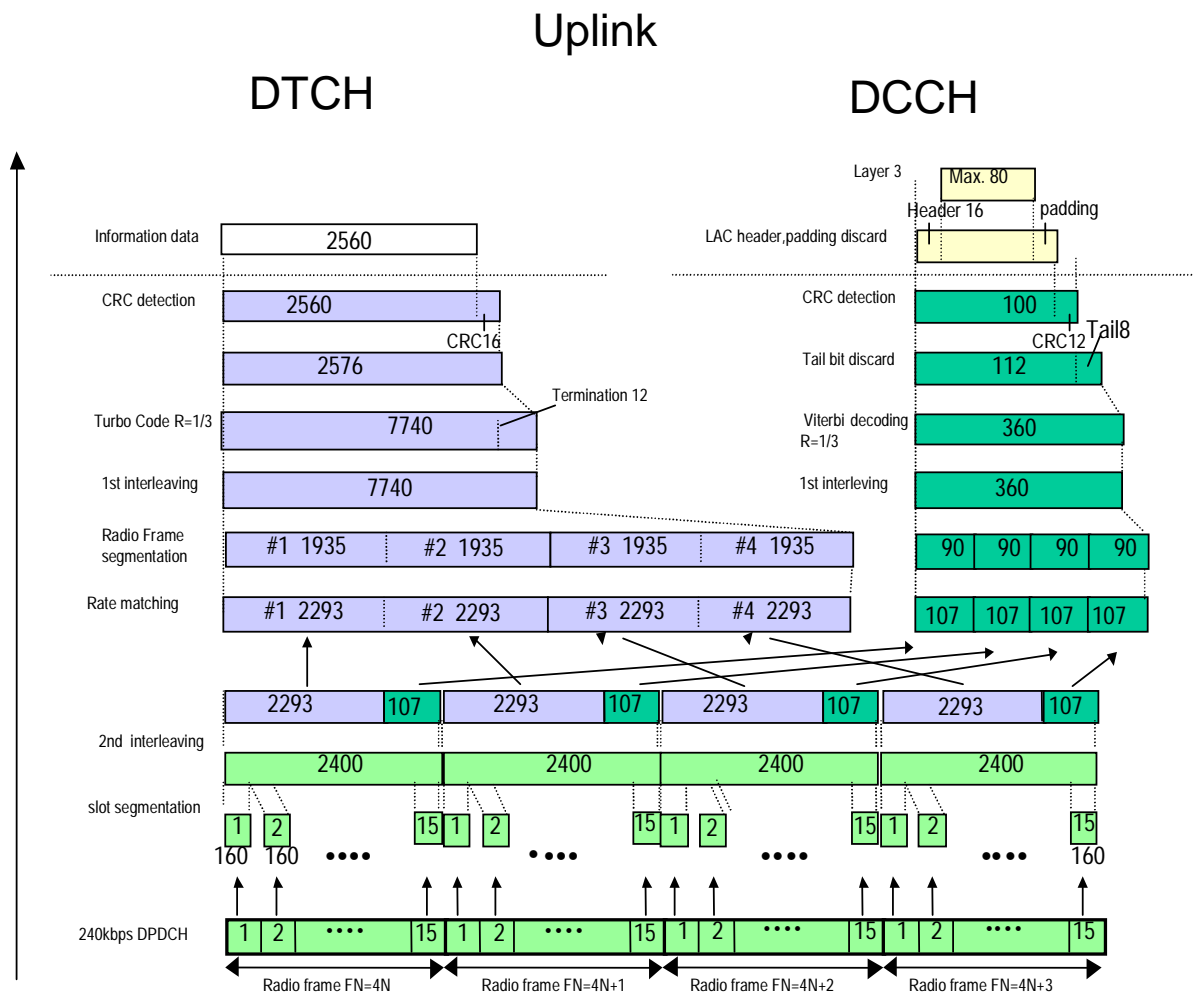 Uplink
DTCH DCCH
Layer 3 Max. 80
Header 16 padding
Information data 2560 LAC header,padding discard
CRC detection 2560 CRC detection 100
CRC16 CRC12 Tail8
2576 Tail bit discard 112
Termination 12
Turbo Code R=1/3 7740 Viterbi decoding R=1/3 360
1st interleaving 7740 1st interleving 360
Radio Frame segmentation #1 1935 #2 1935 #3 1935 #4 1935 90 90 90 90
Rate matching #1 2293 #2 2293 #3 2293 #4 2293 107 107 107 107
2293 107 2293 107 2293 107 2293 107
2nd interleaving
2400 2400 2400 2400
slot segmentation
1 2 15 1 2 15 1 2 15 1 2 15
160 160 •••• •••• •••• •••• 160
240kbps DPDCH 1 2 •••• 15 1 2 •••• 15 1 2 •••• 15 1 2 •••• 15
Radio frame FN=4N Radio frame FN=4N+1 Radio frame FN=4N+2 Radio frame FN=4N+3